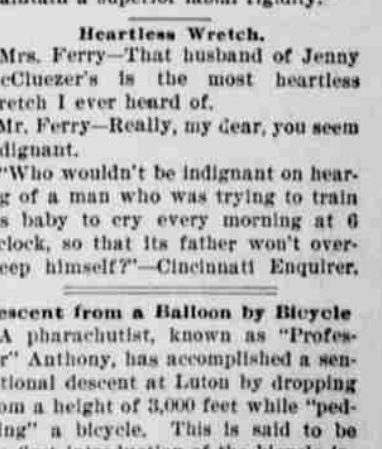 superior
Heartless Wretch.
Mrs. Ferry—That husband of Jenny
cCluezer's is the most heartless
retch I ever heard of.
Mr. Ferry—Really, my dear, you seem
dignant.
"Who wouldn't be indignant on hear-
g of a man who was trying to train
s baby to cry every morning at 6
clock, so that its father won't over-
eep himself?"—Cincinnati Enquirer.
escent from a Balloon by Bicycle
A pharachutist, known as "Profes-
r" Anthony, has accomplished a sen-
tional descent at Luton by dropping
om a height of 3,000 feet while "ped-
ing" a bicycle. This is said to be